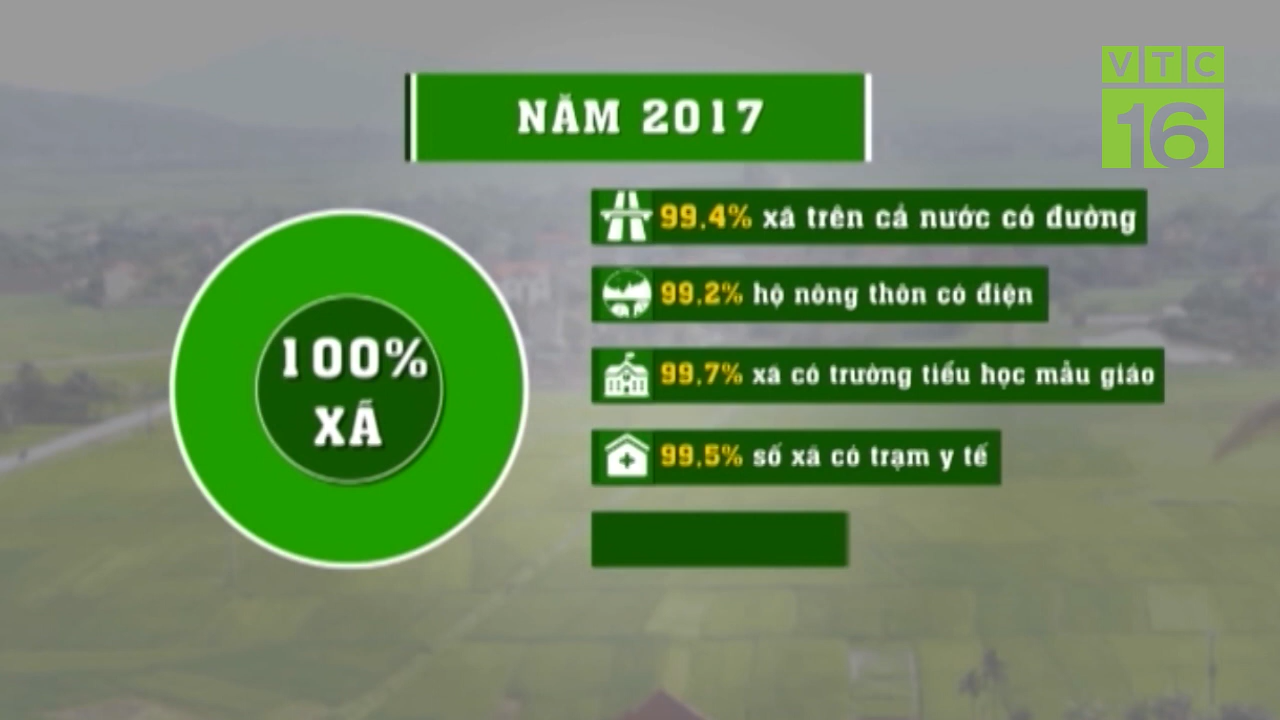 VTC
16
NĂM 2017
100%
XÃ
99,4% xã trên cả nước có đường
99,2% hộ nông thôn có điện
99,7% xã có trường tiểu học mẫu giáo
99,5% số xã có trạm y tế